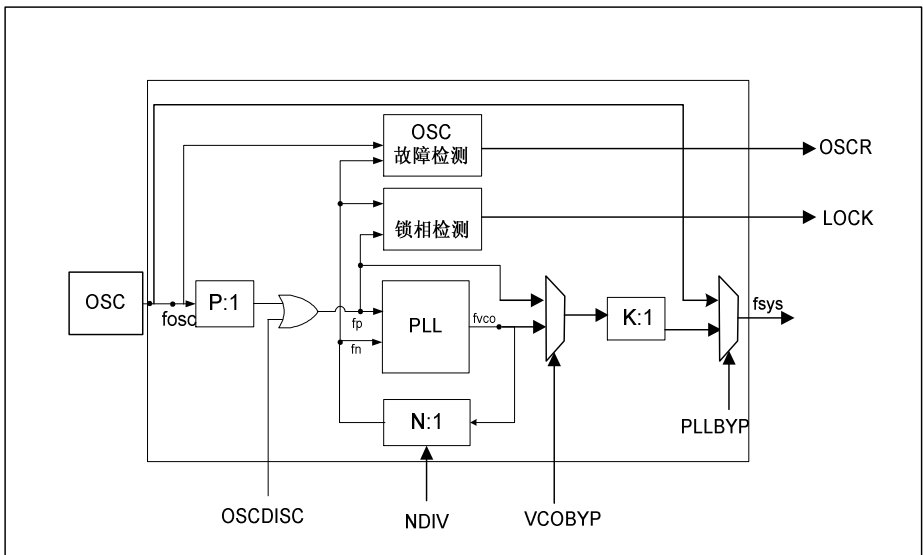 OSC
故障检测
OSCR
锁相检测
LOCK
OSC
fosc
P:1
fp
fn
PLL
fvco
K:1
fsys
N:1
PLLBYP
OSCDISC
NDIV
VCOBYP